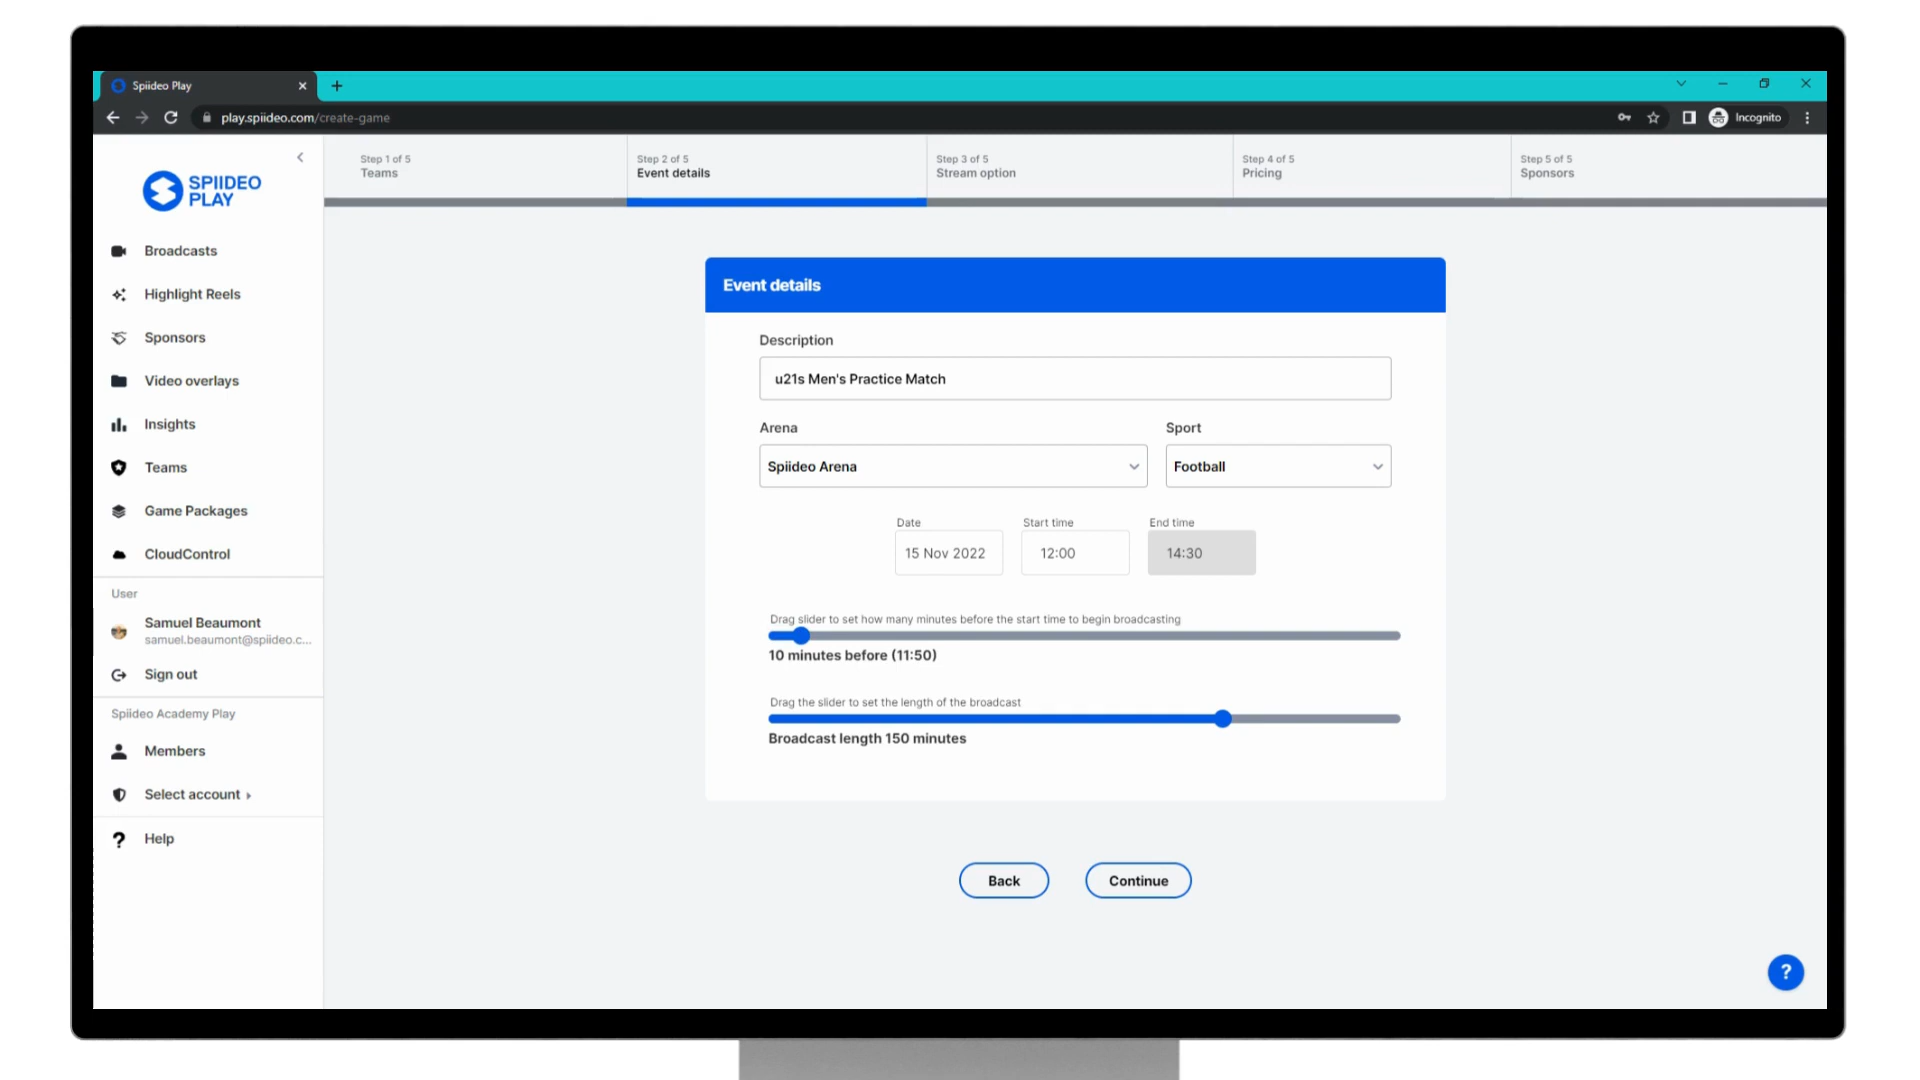 Spiideo Play
play.spiideo.com/create-game
Incognito
SPIIDEO
PLAY
Broadcasts
Highlight Reels
Sponsors
Video overlays
Insights
Teams
Game Packages
CloudControl
User
Samuel Beaumont
samuel.beaumont@spiideo.c...
Sign out
Spiideo Academy Play
Members
Select account
Help
Step 1 of 5
Teams
Step 2 of 5
Event details
Step 3 of 5
Stream option
Step 4 of 5
Pricing
Step 5 of 5
Sponsors
Event details
Description
u21s Men's Practice Match
Arena
Sport
Spiideo Arena
Football
Date
Start time
End time
15 Nov 2022
12:00
14:30
Drag slider to set how many minutes before the start time to begin broadcasting
10 minutes before (11:50)
Drag the slider to set the length of the broadcast
Broadcast length 150 minutes
Back
Continue
?